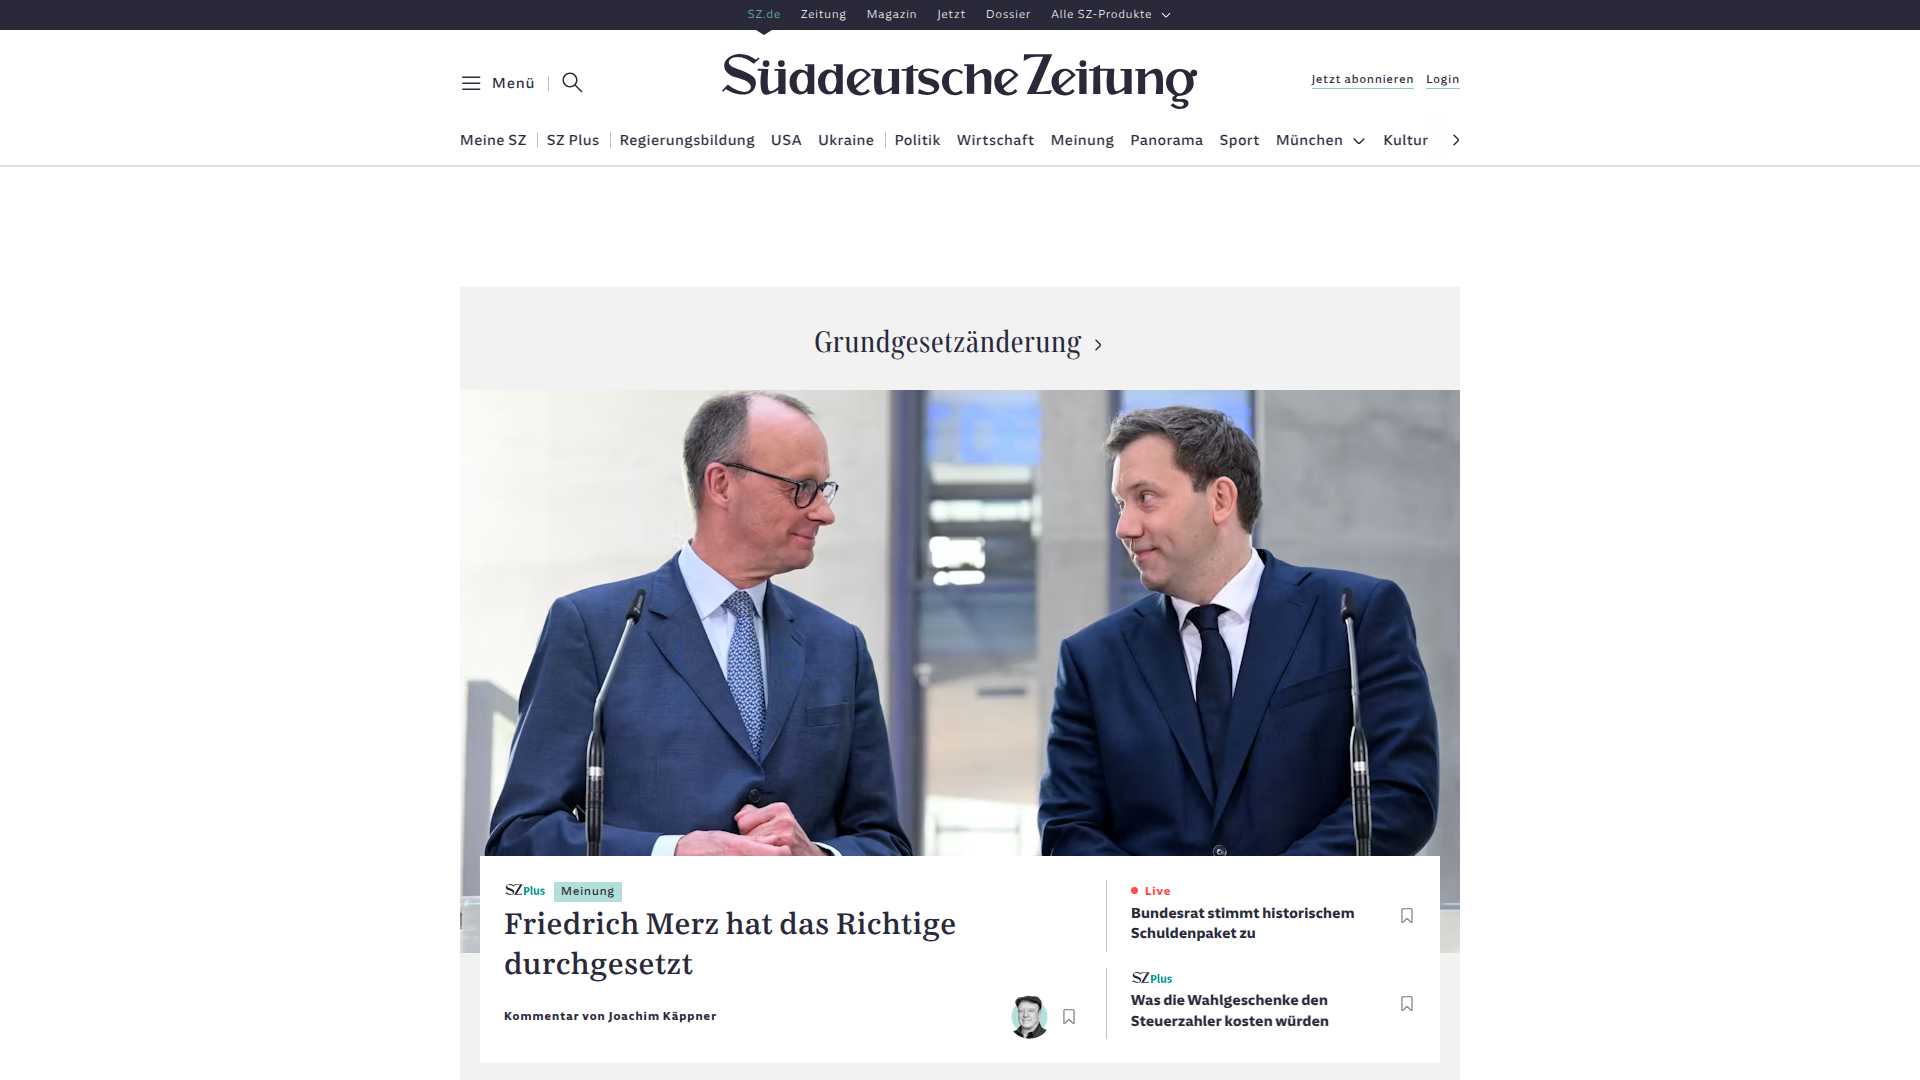 SZ.de Zeitung Magazin Jetzt Dossier Alle SZ-Produkte
Menü
Süddeutsche Zeitung
Jetzt abonnieren Login
Meine SZ SZ Plus Regierungsbildung USA Ukraine Politik Wirtschaft Meinung Panorama Sport München Kultur
Grundgesetzänderung
SZ Plus Meinung
Friedrich Merz hat das Richtige
durchgesetzt
Kommentar von Joachim Käppner
Live
Bundesrat stimmt historischem
Schuldenpaket zu
SZ Plus
Was die Wahlgeschenke den
Steuerzahler kosten würden